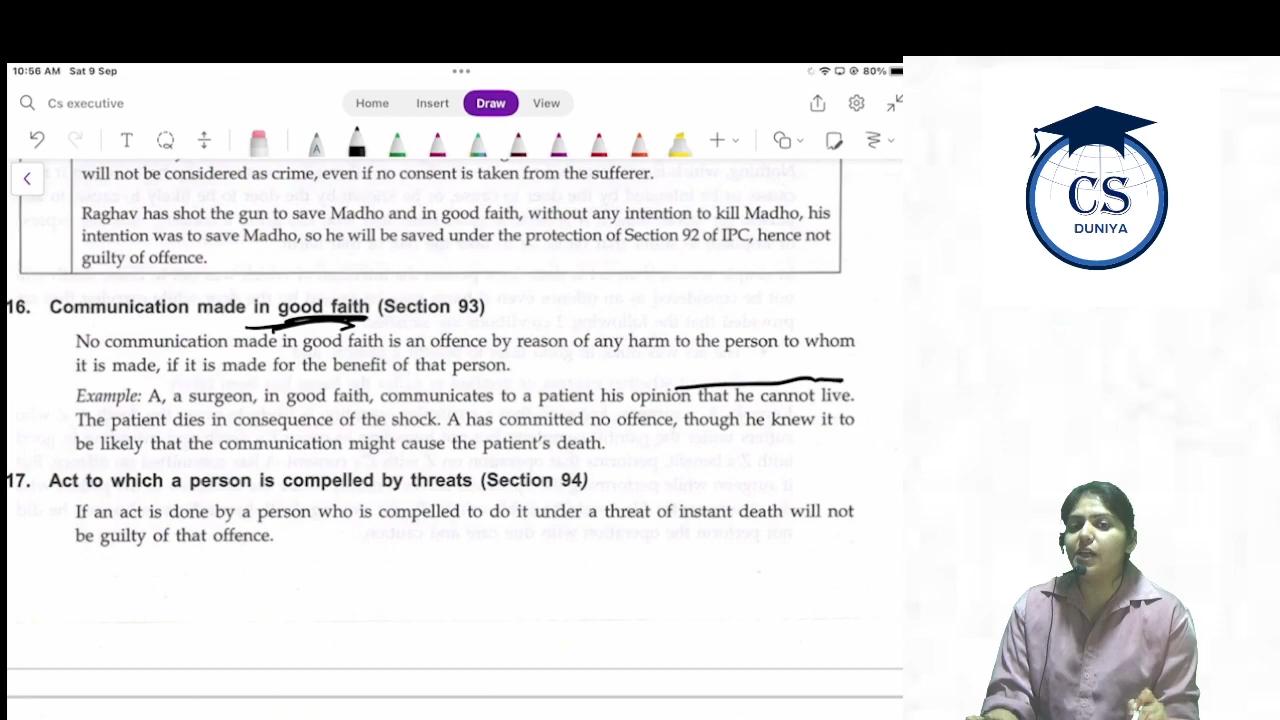 10:56 AM Sat 9 Sep
80%
Cs executive
Home Insert Draw View
T
A
will not be considered as crime, even if no consent is taken from the sufferer.
Raghav has shot the gun to save Madho and in good faith, without any intention to kill Madho, his
intention was to save Madho, so he will be saved under the protection of Section 92 of IPC, hence not
guilty of offence.
16. Communication made in good faith (Section 93)
No communication made in good faith is an offence by reason of any harm to the person to whom
it is made, if it is made for the benefit of that person.
Example: A, a surgeon, in good faith, communicates to a patient his opinion that he cannot live.
The patient dies in consequence of the shock. A has committed no offence, though he knew it to
be likely that the communication might cause the patient's death.
17. Act to which a person is compelled by threats (Section 94)
If an act is done by a person who is compelled to do it under a threat of instant death will not
be guilty of that offence.
CS
DUNIYA